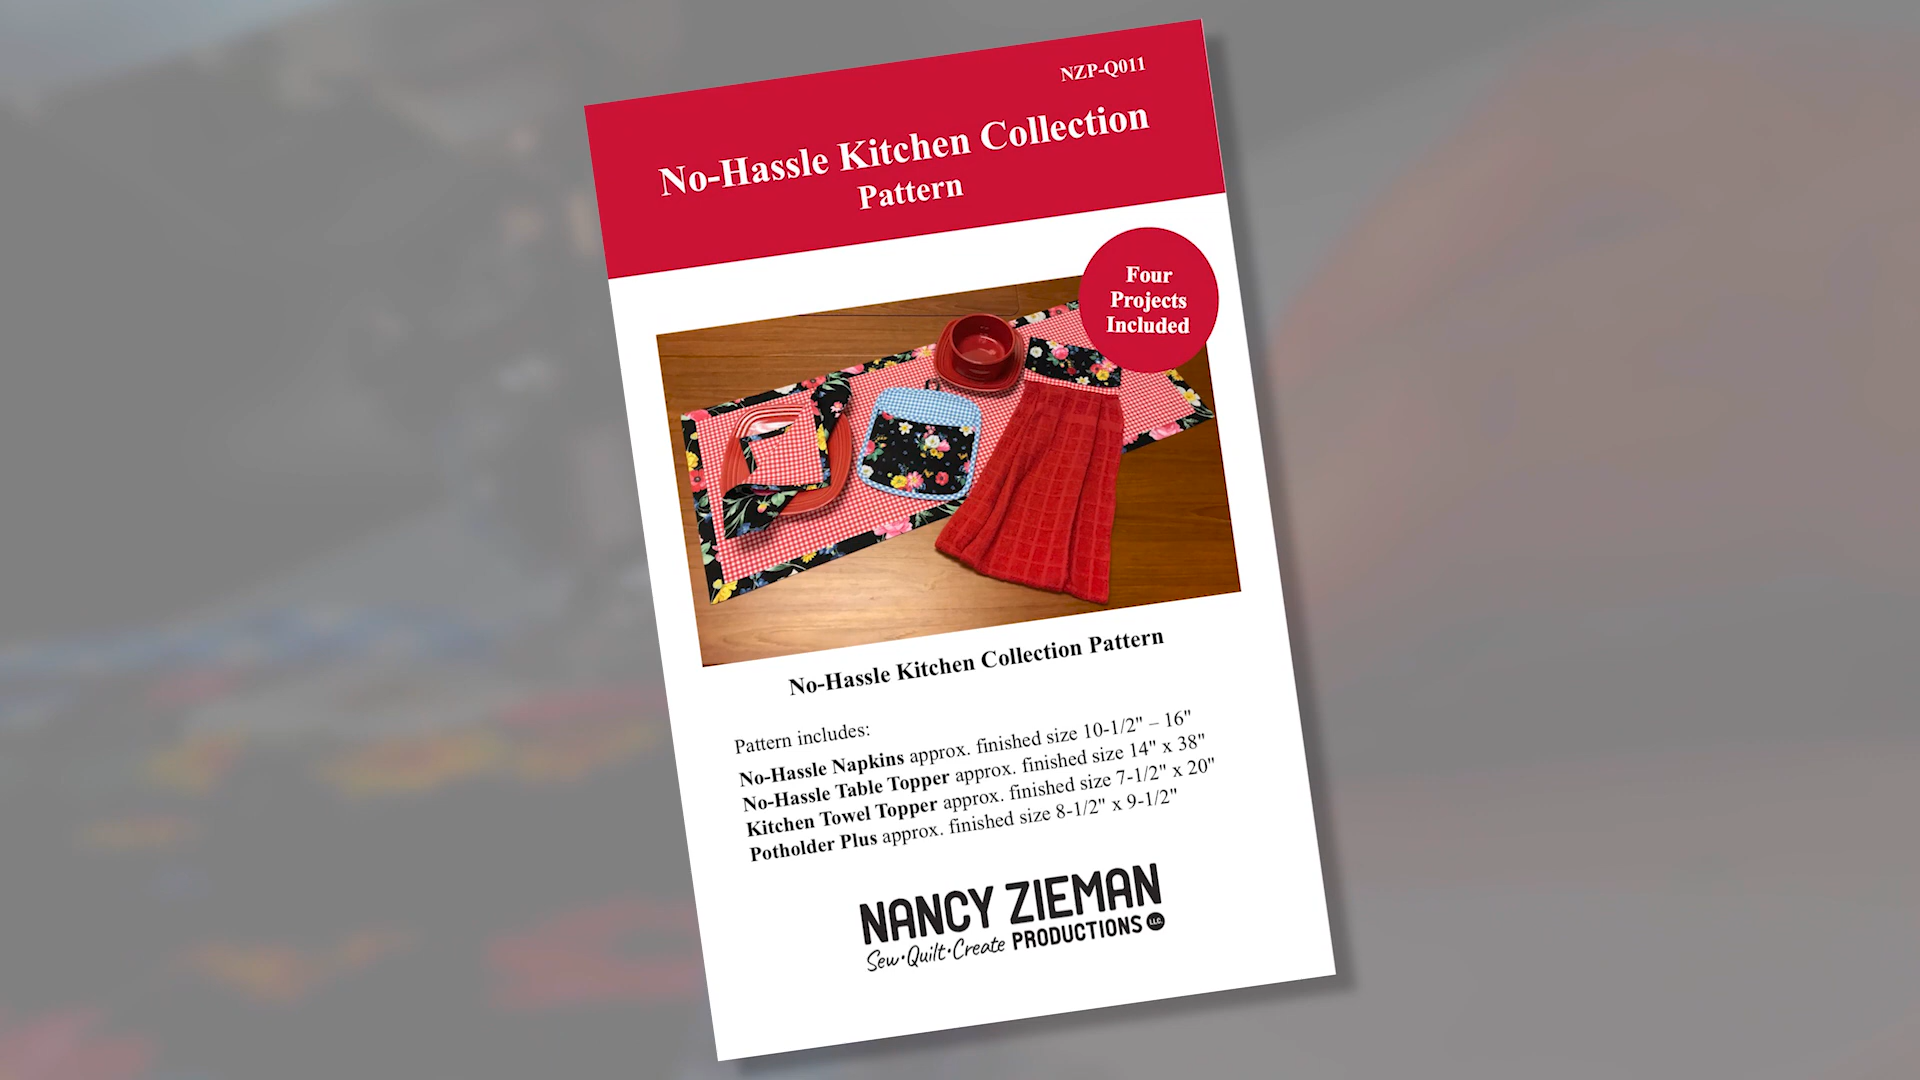 NZP-Q011
No-Hassle Kitchen Collection
Pattern
Four
Projects
Included
No-Hassle Kitchen Collection Pattern
Pattern includes:
No-Hassle Napkins approx. finished size 10-1/2" – 16"
No-Hassle Table Topper approx. finished size 14" x 38"
Kitchen Towel Topper approx. finished size 7-1/2" x 20"
Potholder Plus approx. finished size 8-1/2" x 9-1/2"
NANCY ZIEMAN
Sew•Quilt•Create PRODUCTIONS LLC.